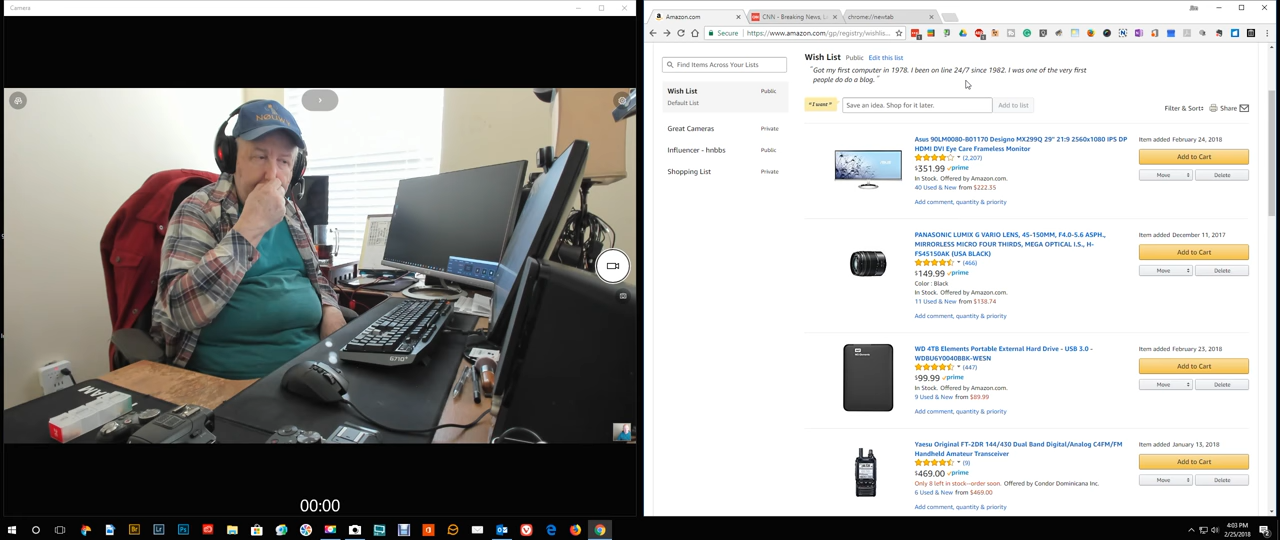 Camera
00:00
6710+
Amazon.com
CNN - Breaking News, L
chrome://newtab
Secure
https://www.amazon.com/gp/registry/wishlis...
Find Items Across Your Lists
Wish List
Public
Default List
Great Cameras
Private
Influencer - hnbbs
Public
Shopping List
Private
Wish List Public Edit this list
"Got my first computer in 1978. I been on line 24/7 since 1982. I was one of the very first
people do do a blog. "
"I want"
Save an idea. Shop for it later.
Add to list
Filter & Sort
Share
Asus 90LM0080-B01170 Designo MX299Q 29" 21:9 2560x1080 IPS DP
HDMI DVI Eye Care Frameless Monitor
(2,207)
$351.99 prime
In Stock. Offered by Amazon.com.
40 Used & New from $222.35
Add comment, quantity & priority
Item added February 24, 2018
Add to Cart
Move
Delete
PANASONIC LUMIX G VARIO LENS, 45-150MM, F4.0-5.6 ASPH.,
MIRRORLESS MICRO FOUR THIRDS, MEGA OPTICAL I.S., H-
FS45150AK (USA BLACK)
(466)
$149.99 prime
Color : Black
In Stock. Offered by Amazon.com.
11 Used & New from $138.74
Add comment, quantity & priority
Item added December 11, 2017
Add to Cart
Move
Delete
WD 4TB Elements Portable External Hard Drive - USB 3.0 -
WDBU6Y0040BBK-WESN
(447)
$99.99 prime
In Stock. Offered by Amazon.com.
9 Used & New from $89.99
Add comment, quantity & priority
Item added February 23, 2018
Add to Cart
Move
Delete
Yaesu Original FT-2DR 144/430 Dual Band Digital/Analog C4FM/FM
Handheld Amateur Transceiver
(9)
$469.00 prime
Only 8 left in stock--order soon. Offered by Condor Dominicana Inc.
6 Used & New from $469.00
Add comment, quantity & priority
Item added January 13, 2018
Add to Cart
Move
Delete
Br
Lr
Ps
4:03 PM
2/25/2018